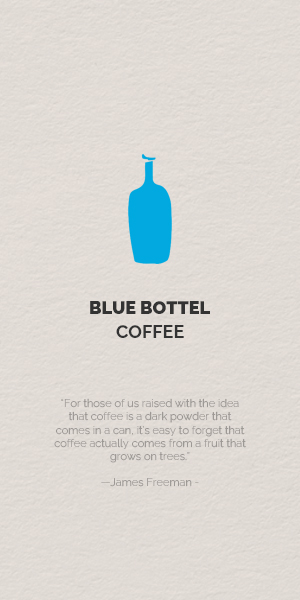 BLUE BOTTEL
COFFEE
"For those of us raised with the idea
that coffee is a dark powder that
comes in a can, it's easy to forget that
coffee actually comes from a fruit that
grows on trees."
—James Freeman -